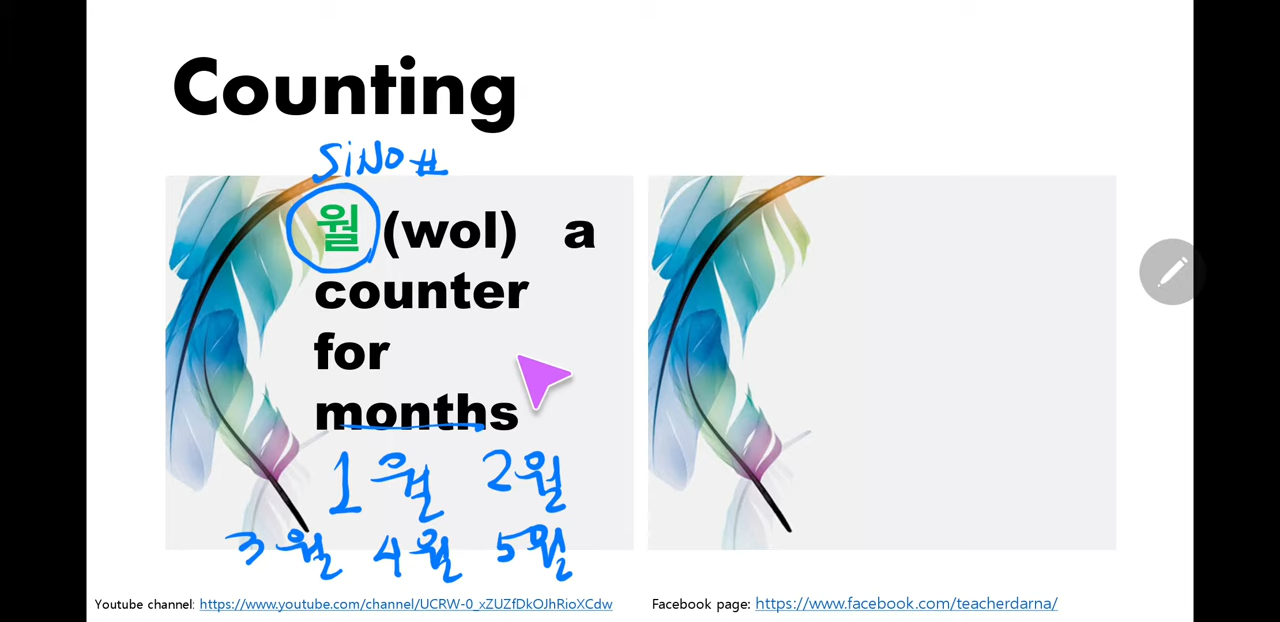 Counting
SiNO #
월 (wol) a
counter
for
months
1월 2월
3월 4월 5월
Youtube channel: https://www.youtube.com/channel/UCRW-0_xZUZfDkOJhRioXCdw
Facebook page: https://www.facebook.com/teacherdarna/